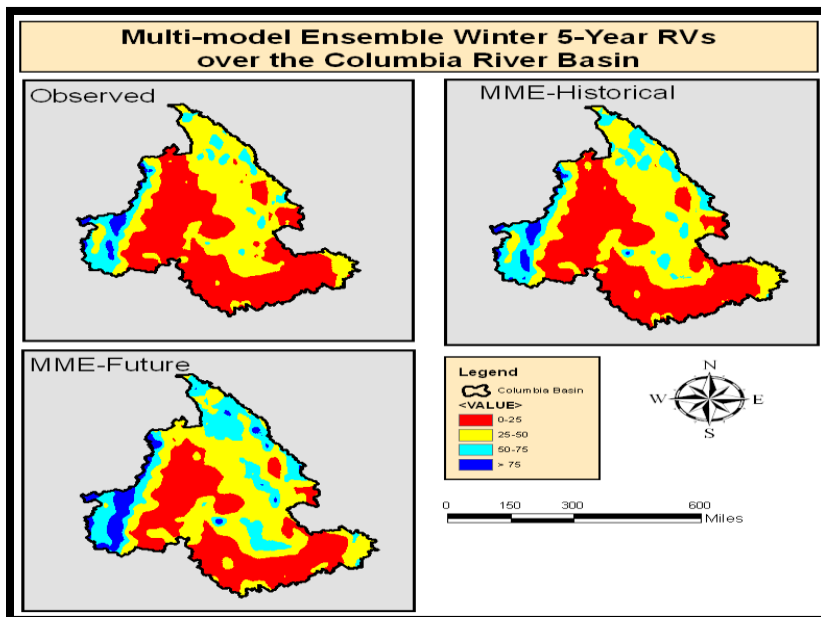 Multi-model Ensemble Winter 5-Year RVs
over the Columbia River Basin
Observed
MME-Historical
MME-Future
Legend
Columbia Basin
<VALUE>
0-25
25-50
50-75
> 75
N
W E
S
0 150 300 600
Miles